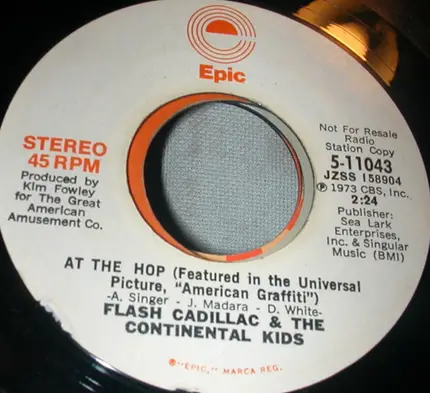 Epic
STEREO
45 RPM
Produced by
Kim Fowley
for The Great
American
Amusement Co.
Not For Resale
Radio
Station Copy
5-11043
JZSS 158904
℗ 1973 CBS, Inc.
2:24
Publisher:
Sea Lark
Enterprises,
Inc. & Singular
Music (BMI)
AT THE HOP (Featured in the Universal
Picture, "American Graffiti")
-A. Singer - J. Madara - D. White-
FLASH CADILLAC & THE
CONTINENTAL KIDS
®"EPIC," MARCA REG.